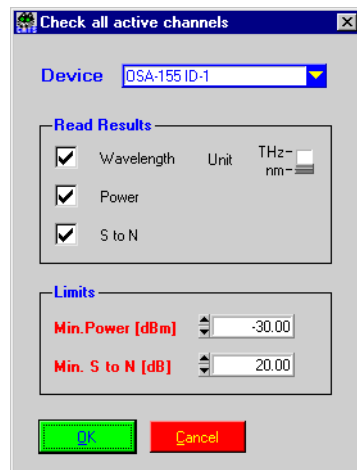 Check all active channels
Device OSA-155 ID-1
Read Results
Wavelength Unit THz
nm
Power
S to N
Limits
Min.Power [dBm] -30.00
Min. S to N [dB] 20.00
OK Cancel